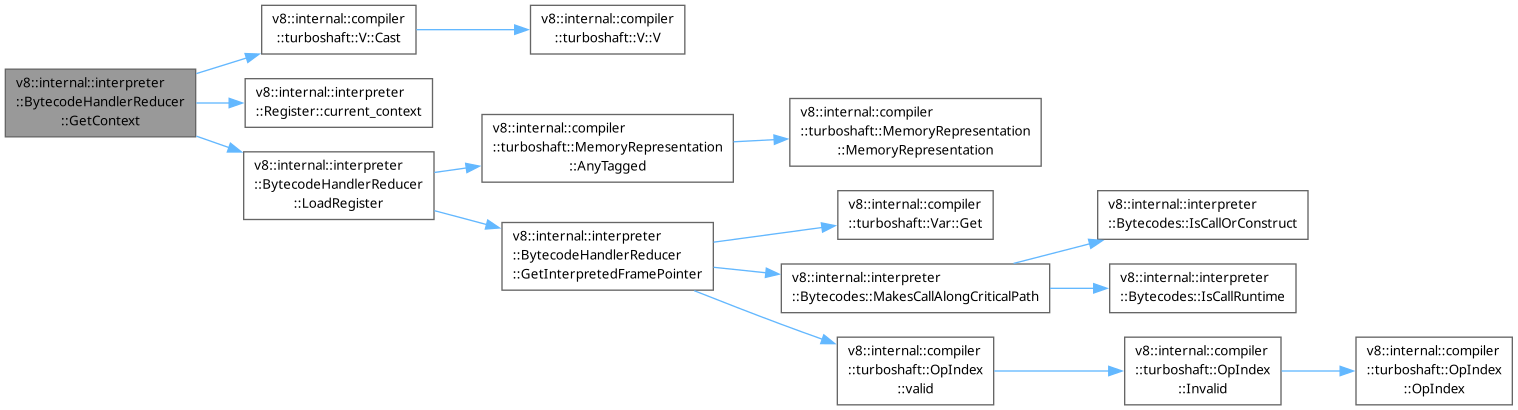 v8::internal::interpreter
::BytecodeHandlerReducer
::GetContext
v8::internal::compiler
::turboshaft::V::Cast
v8::internal::compiler
::turboshaft::V::V
v8::internal::interpreter
::Register::current_context
v8::internal::interpreter
::BytecodeHandlerReducer
::LoadRegister
v8::internal::compiler
::turboshaft::MemoryRepresentation
::AnyTagged
v8::internal::compiler
::turboshaft::MemoryRepresentation
::MemoryRepresentation
v8::internal::interpreter
::BytecodeHandlerReducer
::GetInterpretedFramePointer
v8::internal::compiler
::turboshaft::Var::Get
v8::internal::interpreter
::Bytecodes::MakesCallAlongCriticalPath
v8::internal::interpreter
::Bytecodes::IsCallOrConstruct
v8::internal::interpreter
::Bytecodes::IsCallRuntime
v8::internal::compiler
::turboshaft::OpIndex
::valid
v8::internal::compiler
::turboshaft::OpIndex
::Invalid
v8::internal::compiler
::turboshaft::OpIndex
::OpIndex